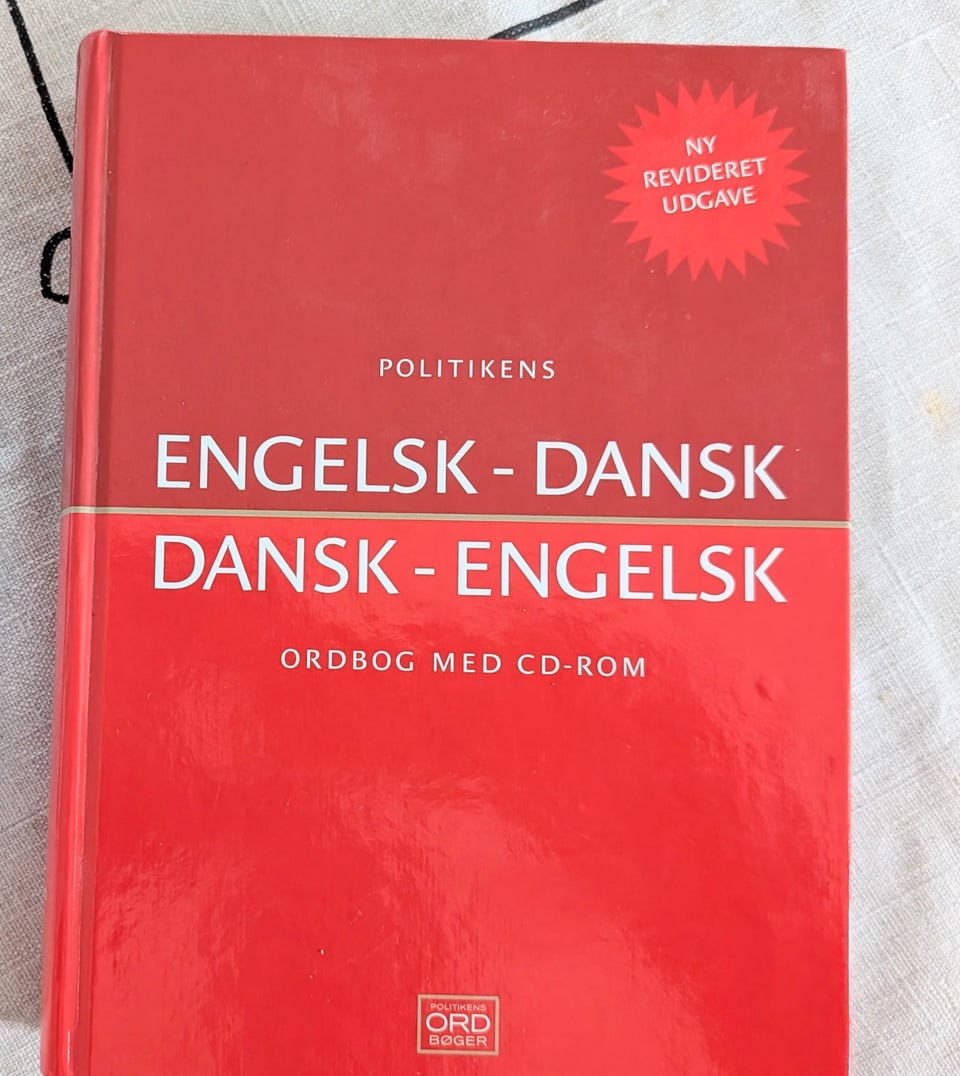 NY
REVIDERET
UDGAVE
POLITIKENS
ENGELSK - DANSK
DANSK - ENGELSK
ORDBOG MED CD-ROM
POLITIKENS
ORD
BØGER